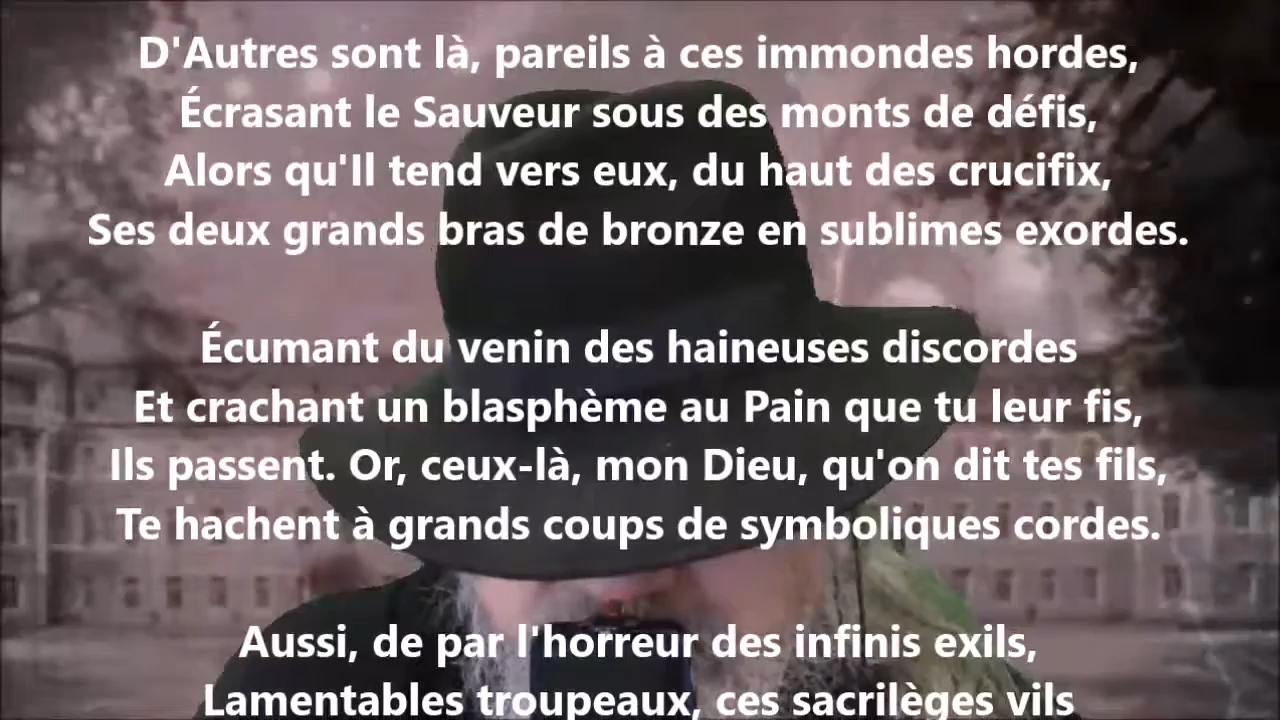 D'Autres sont là, pareils à ces immondes hordes,
Écrasant le Sauveur sous des monts de défis,
Alors qu'Il tend vers eux, du haut des crucifix,
Ses deux grands bras de bronze en sublimes exordes.
Écumant du venin des haineuses discordes
Et crachant un blasphème au Pain que tu leur fis,
Ils passent. Or, ceux-là, mon Dieu, qu'on dit tes fils,
Te hachent à grands coups de symboliques cordes.
Aussi, de par l'horreur des infinis exils,
Lamentables troupeaux, ces sacrilèges vils